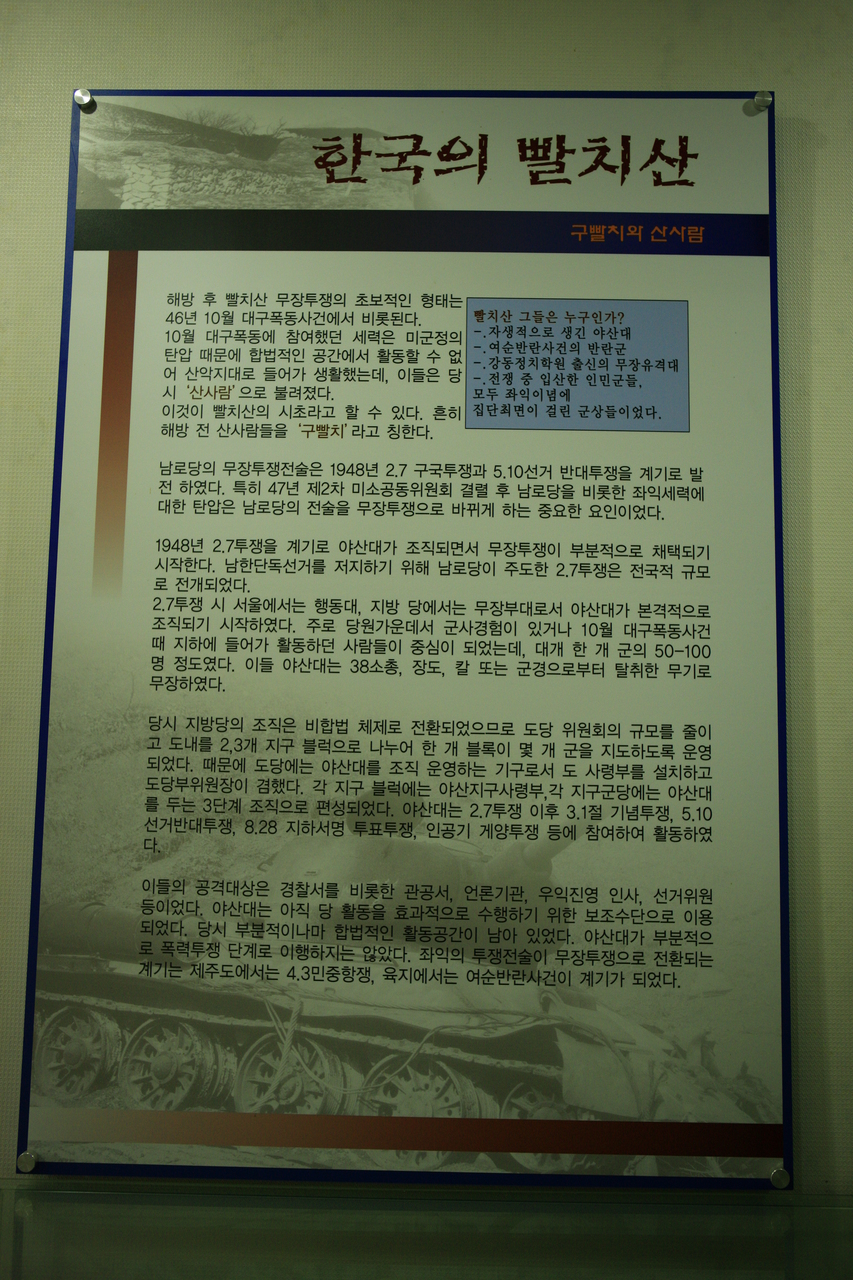 한국의 빨치산
구빨치와 산사람
해방 후 빨치산 무장투쟁의 초보적인 형태는
46년 10월 대구폭동사건에서 비롯된다.
10월 대구폭동에 참여했던 세력은 미군정의
탄압 때문에 합법적인 공간에서 활동할 수 없
어 산악지대로 들어가 생활했는데, 이들은 당
시 ‘산사람’으로 불려졌다.
이것이 빨치산의 시초라고 할 수 있다. 흔히
해방 전 산사람들을 ‘구빨치’라고 칭한다.
빨치산 그들은 누구인가?
-.자생적으로 생긴 야산대
-.여순반란사건의 반란군
-.강동정치학원 출신의 무장유격대
-.전쟁 중 입산한 인민군들,
모두 좌익이념에
집단최면이 걸린 군상들이었다.
남로당의 무장투쟁전술은 1948년 2.7 구국투쟁과 5.10선거 반대투쟁을 계기로 발
전 하였다. 특히 47년 제2차 미소공동위원회 결렬 후 남로당을 비롯한 좌익세력에
대한 탄압은 남로당의 전술을 무장투쟁으로 바뀌게 하는 중요한 요인이었다.
1948년 2.7투쟁을 계기로 야산대가 조직되면서 무장투쟁이 부분적으로 채택되기
시작한다. 남한단독선거를 저지하기 위해 남로당이 주도한 2.7투쟁은 전국적 규모
로 전개되었다.
2.7투쟁 시 서울에서는 행동대, 지방 당에서는 무장부대로서 야산대가 본격적으로
조직되기 시작하였다. 주로 당원가운데서 군사경험이 있거나 10월 대구폭동사건
때 지하에 들어가 활동하던 사람들이 중심이 되었는데, 대개 한 개 군의 50-100
명 정도였다. 이들 야산대는 38소총, 장도, 칼 또는 군경으로부터 탈취한 무기로
무장하였다.
당시 지방당의 조직은 비합법 체제로 전환되었으므로 도당 위원회의 규모를 줄이
고 도내를 2,3개 지구 블럭으로 나누어 한 개 블록이 몇 개 군을 지도하도록 운영
되었다. 때문에 도당에는 야산대를 조직 운영하는 기구로서 도 사령부를 설치하고
도당부위원장이 겸했다. 각 지구 블럭에는 야산지구사령부,각 지구군당에는 야산대
를 두는 3단계 조직으로 편성되었다. 야산대는 2.7투쟁 이후 3.1절 기념투쟁, 5.10
선거반대투쟁, 8.28 지하서명 투표투쟁, 인공기 게양투쟁 등에 참여하여 활동하였
다.
이들의 공격대상은 경찰서를 비롯한 관공서, 언론기관, 우익진영 인사, 선거위원
등이었다. 야산대는 아직 당 활동을 효과적으로 수행하기 위한 보조수단으로 이용
되었다. 당시 부분적이나마 합법적인 활동공간이 남아 있었다. 야산대가 부분적으
로 폭력투쟁 단계로 이행하지는 않았다. 좌익의 투쟁전술이 무장투쟁으로 전환되는
계기는 제주도에서는 4.3민중항쟁, 육지에서는 여순반란사건이 계기가 되었다.